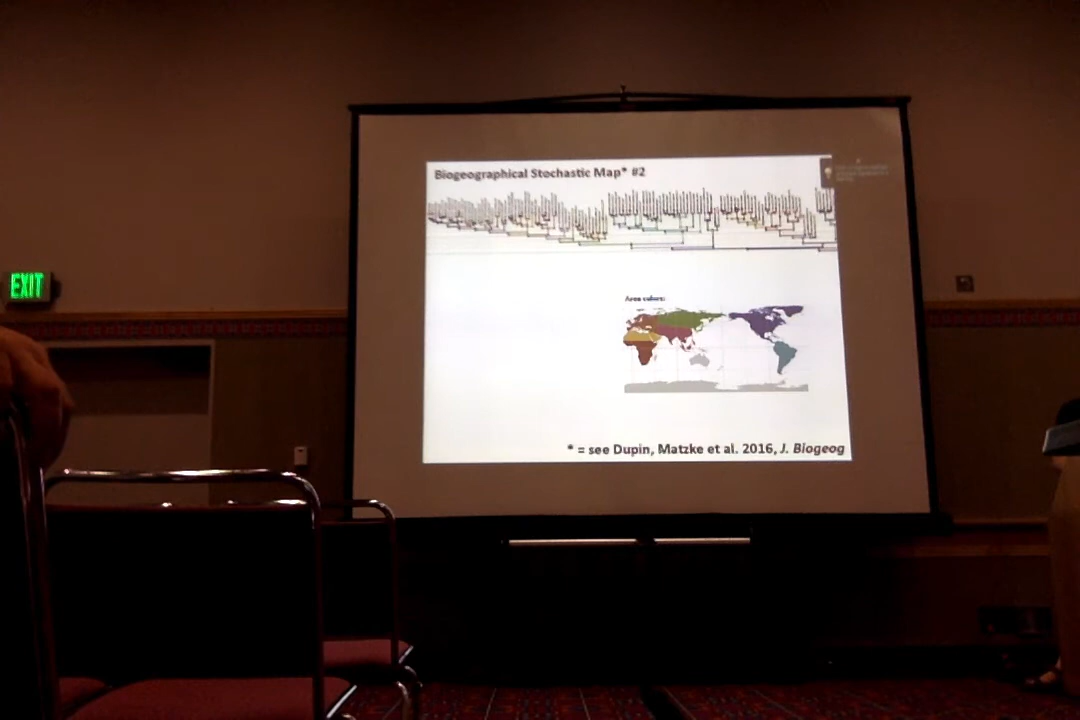 Biogeographical Stochastic Map* #2
EXIT
Area colors:
* = see Dupin, Matzke et al. 2016, J. Biogeog